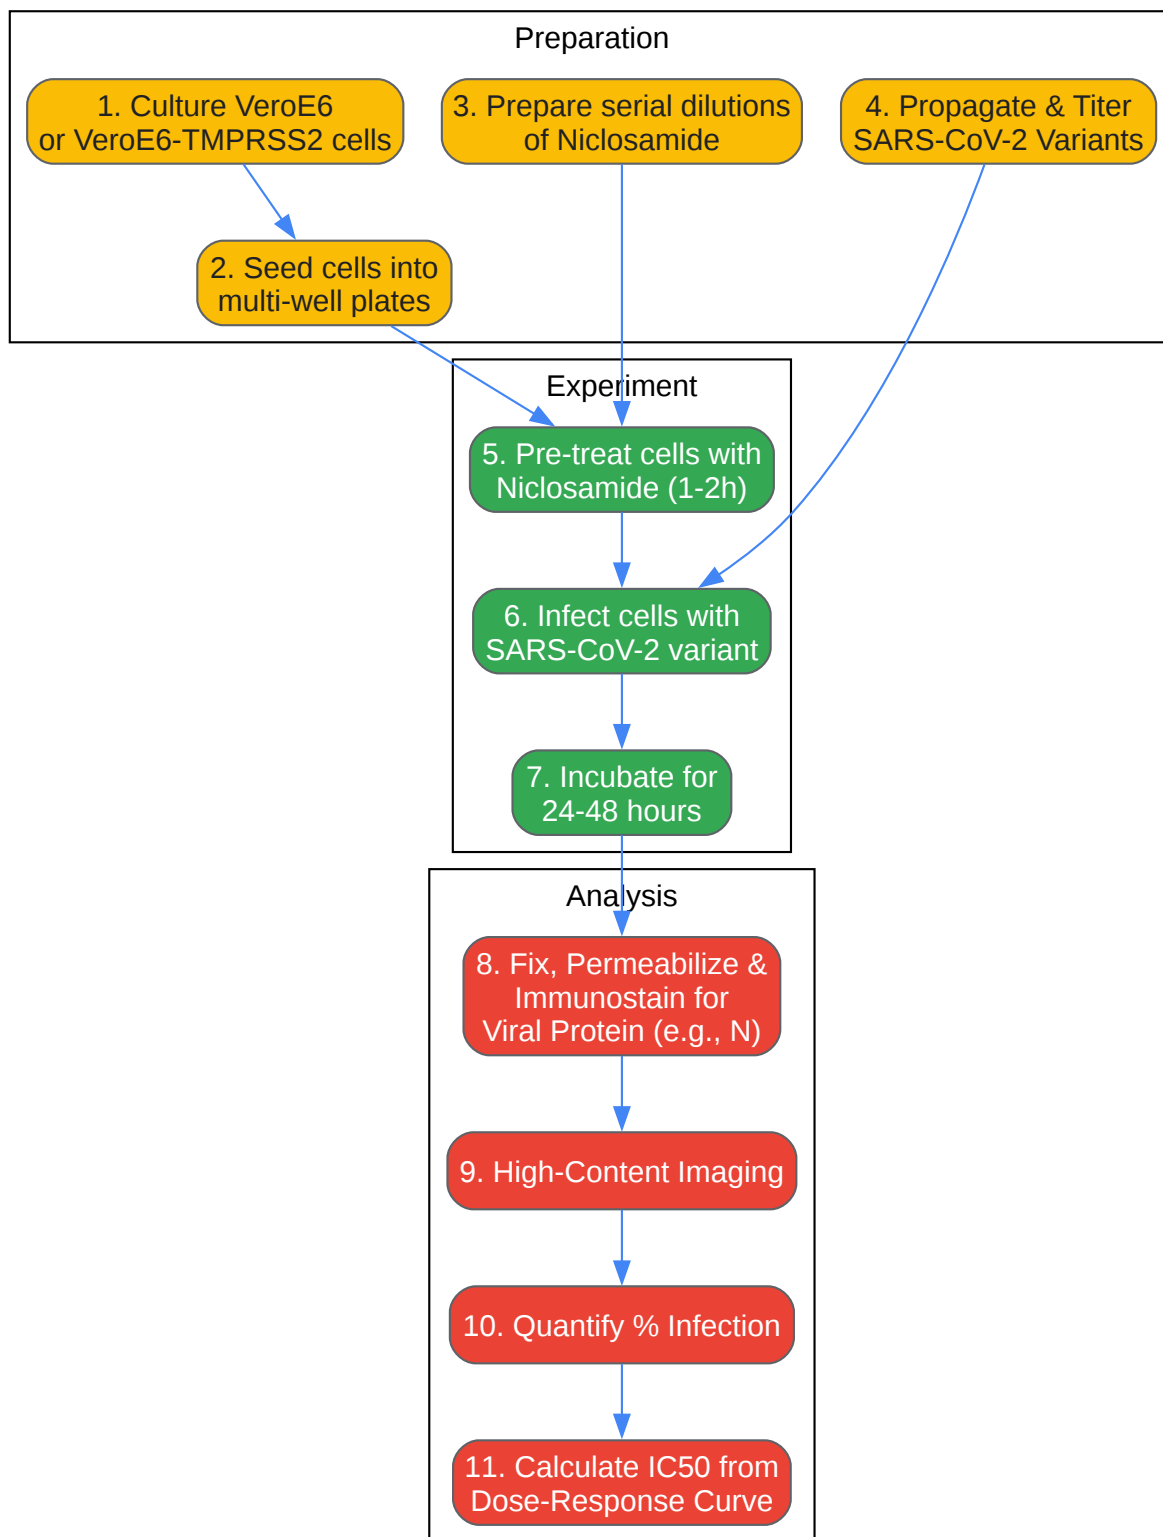 Preparation
1. Culture VeroE6
or VeroE6-TMPRSS2 cells
3. Prepare serial dilutions
of Niclosamide
4. Propagate & Titer
SARS-CoV-2 Variants
2. Seed cells into
multi-well plates
Experiment
5. Pre-treat cells with
Niclosamide (1-2h)
6. Infect cells with
SARS-CoV-2 variant
7. Incubate for
24-48 hours
Analysis
8. Fix, Permeabilize &
Immunostain for
Viral Protein (e.g., N)
9. High-Content Imaging
10. Quantify % Infection
11. Calculate IC50 from
Dose-Response Curve